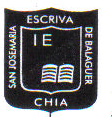 SAN JOSEMARIA
ESCRIVA
DE BALAGUER
IE
CHIA